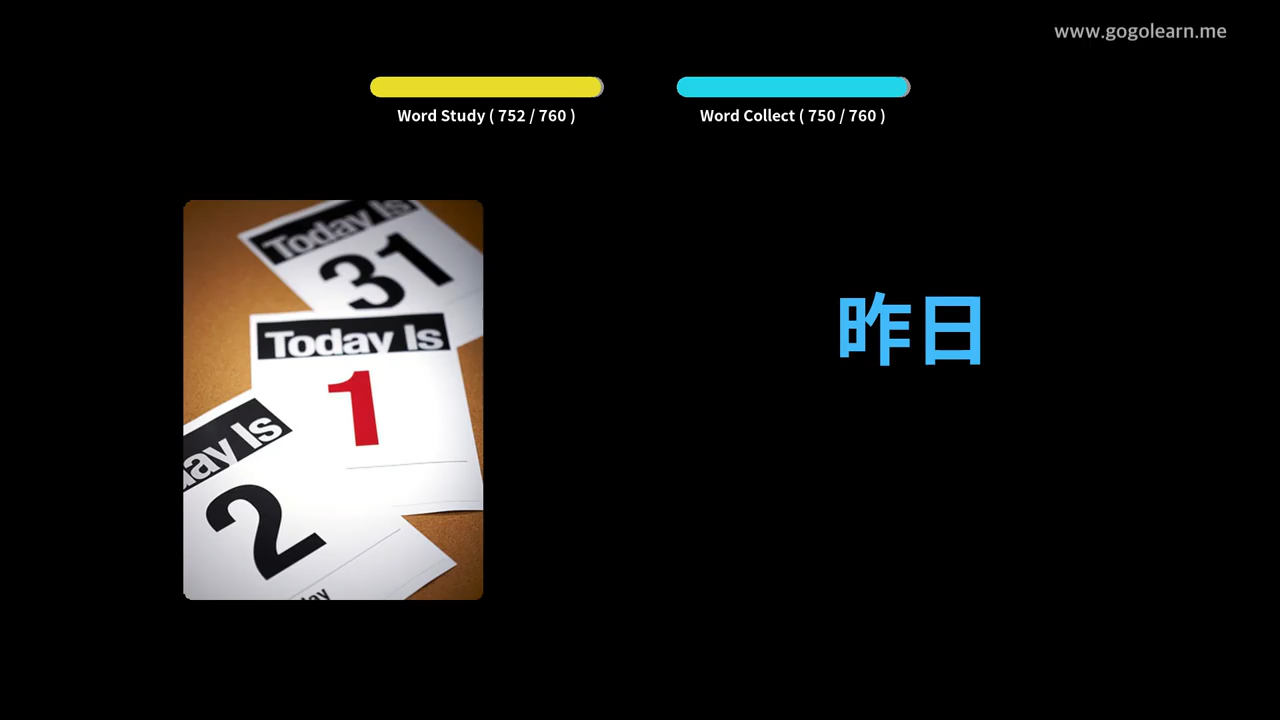 www.gogolearn.me
Word Study ( 752 / 760 )
Word Collect ( 750 / 760 )
Today Is
31
Today Is
1
ay Is
2
昨日